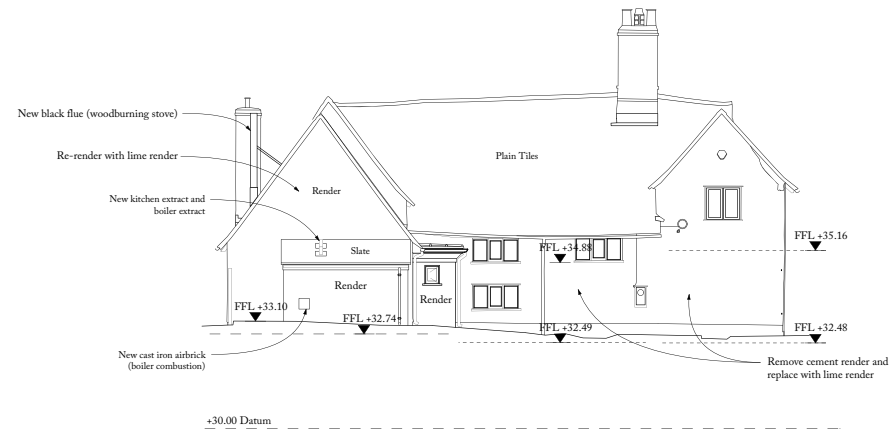 New black flue (woodburning stove)
Re-render with lime render
Render
Plain Tiles
New kitchen extract and
boiler extract
Slate
FFL +34.88
FFL +35.16
Render
Render
FFL +33.10
FFL +32.74
FFL +32.49
FFL +32.48
New cast iron airbrick
(boiler combustion)
Remove cement render and
replace with lime render
+30.00 Datum